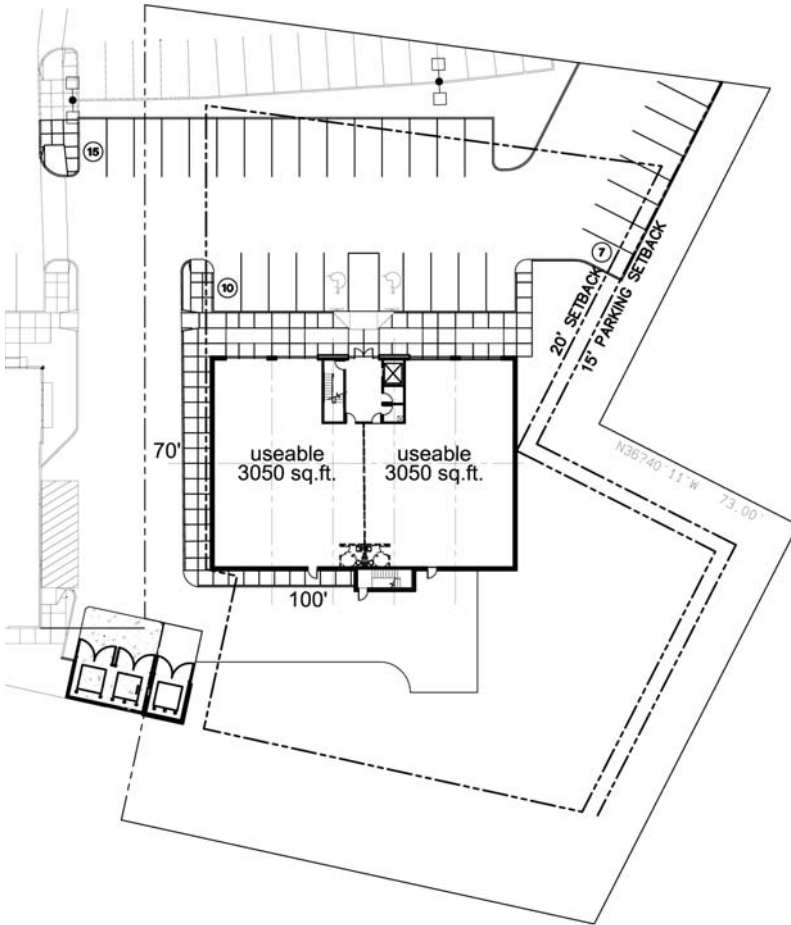 15
7
10
20' SETBACK
15' PARKING SETBACK
70'
useable
3050 sq.ft.
useable
3050 sq.ft.
N36?40'11"W 73.00'
100'